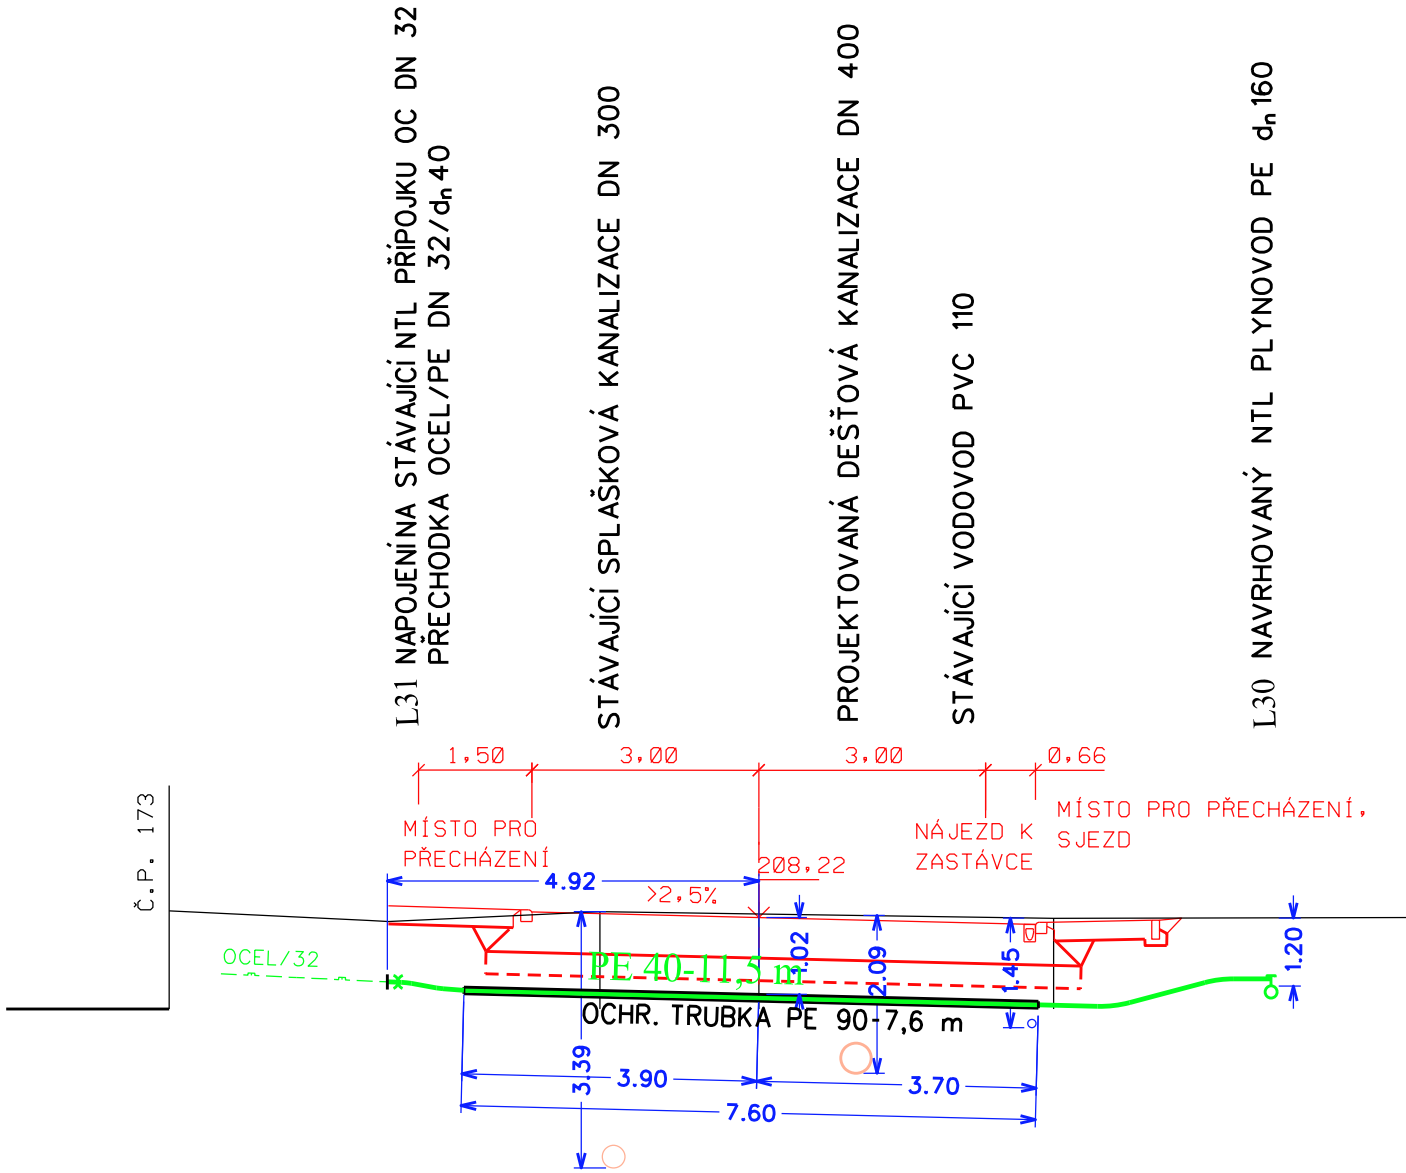 L31 NAPOJENÍ NA STÁVAJÍCÍ NTL PŘÍPOJKU OC DN 32
PŘECHODKA OCEL/PE DN 32/dn 40
STÁVAJÍCÍ SPLAŠKOVÁ KANALIZACE DN 300
PROJEKTOVANÁ DEŠŤOVÁ KANALIZACE DN 400
STÁVAJÍCÍ VODOVOD PVC 110
L30 NAVRHOVANÝ NTL PLYNOVOD PE dn 160
1,50
3,00
3,00
0,66
Č.P. 173
MÍSTO PRO
PŘECHÁZENÍ
NÁJEZD K
ZASTÁVCE
MÍSTO PRO PŘECHÁZENÍ,
SJEZD
208,22
4.92
>2,5%
OCEL/32
PE 40-11,5 m
1.02
2.09
1.45
1.20
OCHR. TRUBKA PE 90-7,6 m
3.39
3.90
3.70
7.60